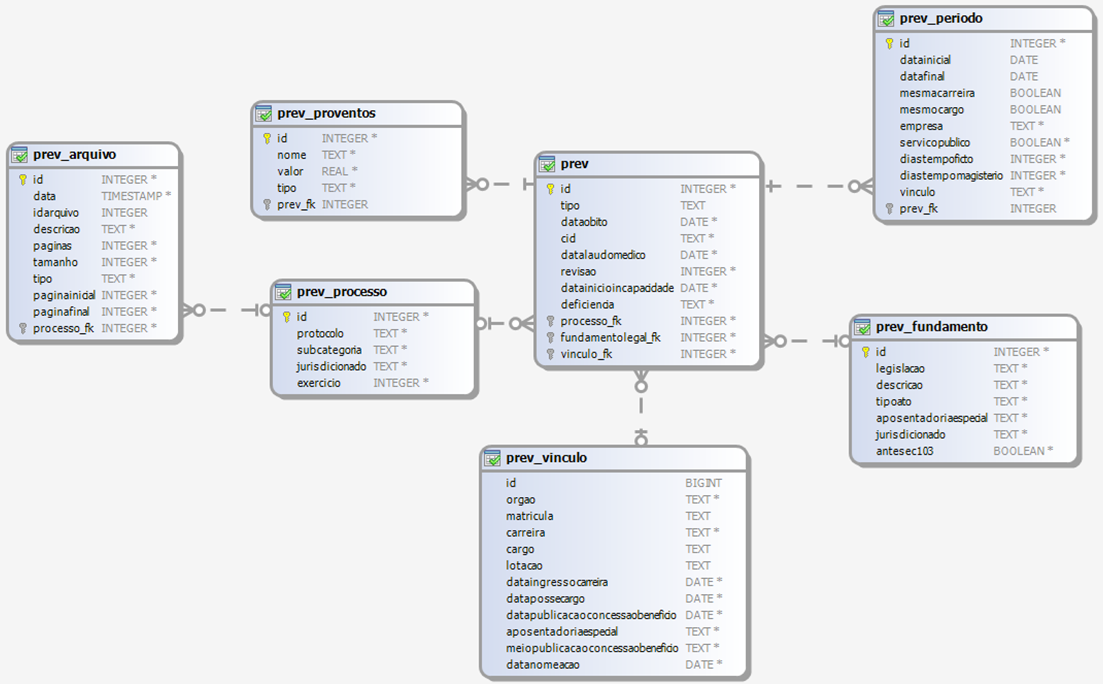 prev_periodo
id INTEGER *
datainicial DATE
datafinal DATE
mesmacarreira BOOLEAN
mesmocargo BOOLEAN
empresa TEXT *
servicopublico BOOLEAN *
diastempoficto INTEGER *
diastempomagisterio INTEGER *
vinculo TEXT *
prev_fk INTEGER
prev_proventos
id INTEGER *
nome TEXT *
valor REAL *
tipo TEXT *
prev_fk INTEGER
prev_arquivo
id INTEGER *
data TIMESTAMP *
idarquivo INTEGER
descricao TEXT *
paginas INTEGER *
tamanho INTEGER *
tipo TEXT *
paginainicial INTEGER *
paginafinal INTEGER *
processo_fk INTEGER *
prev
id INTEGER *
tipo TEXT
dataobito DATE *
cid TEXT *
datalaudomedico DATE *
revisao INTEGER *
datainicioincapacidade DATE *
deficiencia TEXT *
processo_fk INTEGER *
fundamentolegal_fk INTEGER *
vinculo_fk INTEGER *
prev_processo
id INTEGER *
protocolo TEXT *
subcategoria TEXT *
jurisdicionado TEXT *
exercicio INTEGER *
prev_fundamento
id INTEGER *
legislacao TEXT *
descricao TEXT *
tipoato TEXT *
aposentadoriaespecial TEXT *
jurisdicionado TEXT *
antesec103 BOOLEAN *
prev_vinculo
id BIGINT
orgao TEXT *
matricula TEXT
carreira TEXT *
cargo TEXT
lotacao TEXT
dataingressocarreira DATE *
datapossecargo DATE *
datapublicacaoconcessaobeneficio DATE *
aposentadoriaespecial TEXT *
meiopublicacaoconcessaobeneficio TEXT *
datanomeacao DATE *